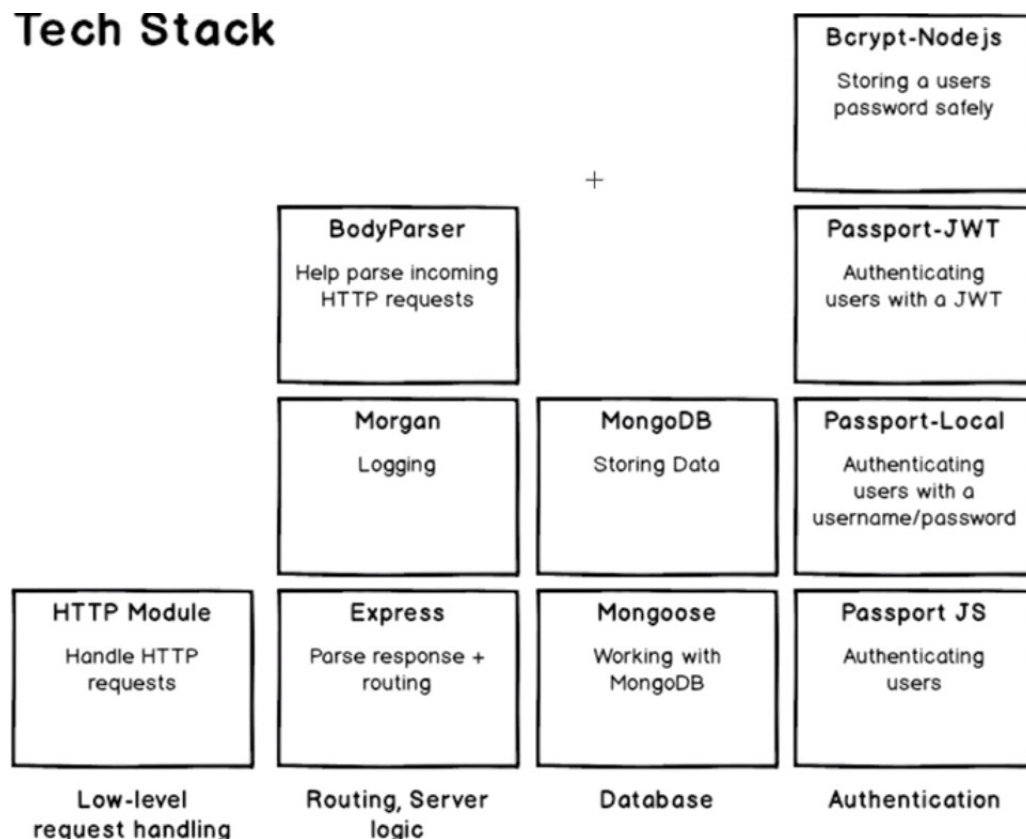 Tech Stack
Bcrypt-Nodejs
Storing a users
password safely
BodyParser
Help parse incoming
HTTP requests
Passport-JWT
Authenticating
users with a JWT
Morgan
Logging
MongoDB
Storing Data
Passport-Local
Authenticating
users with a
username/password
HTTP Module
Handle HTTP
requests
Express
Parse response +
routing
Mongoose
Working with
MongoDB
Passport JS
Authenticating
users
Low-level
request handling
Routing, Server
logic
Database
Authentication